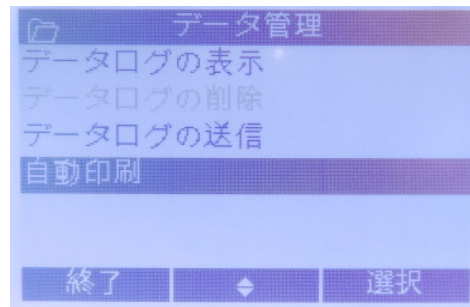 データ管理
データログの表示
データログの削除
データログの送信
自動印刷
終了 選択